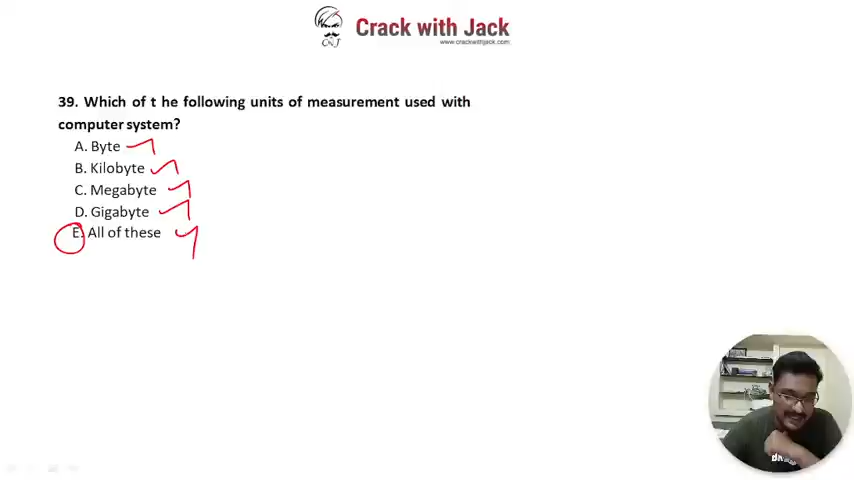 Crack with Jack
CWJ
www.crackwithjack.com
39. Which of t he following units of measurement used with
computer system?
A. Byte
B. Kilobyte
C. Megabyte
D. Gigabyte
E. All of these